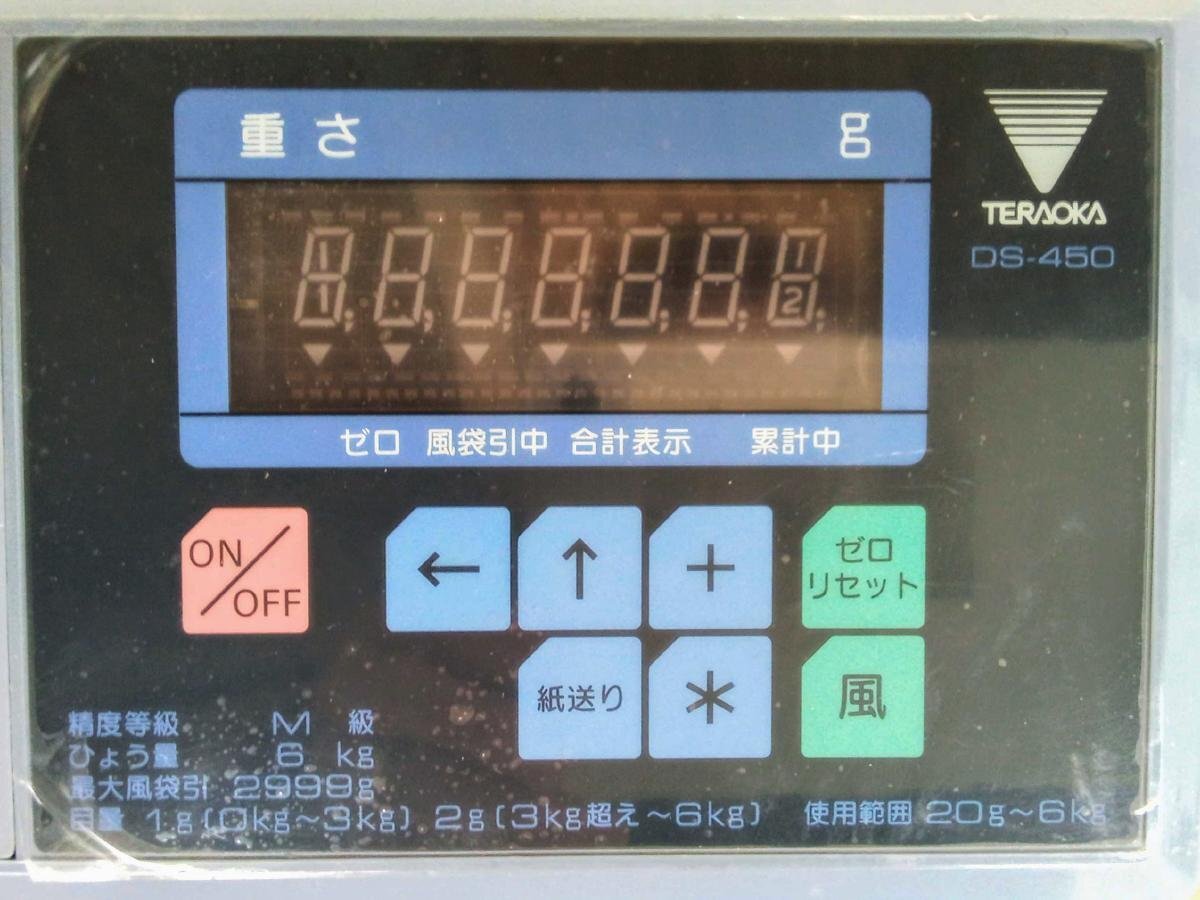 重さ g
TERAOKA
DS-450
ゼロ 風袋引中 合計表示 累計中
ON/OFF
← ↑ +
ゼロ
リセット
紙送り * 風
精度等級 M 級
ひょう量 6 kg
最大風袋引 2999g
目量 1g(0kg~3kg) 2g(3kg超え~6kg) 使用範囲 20g~6kg